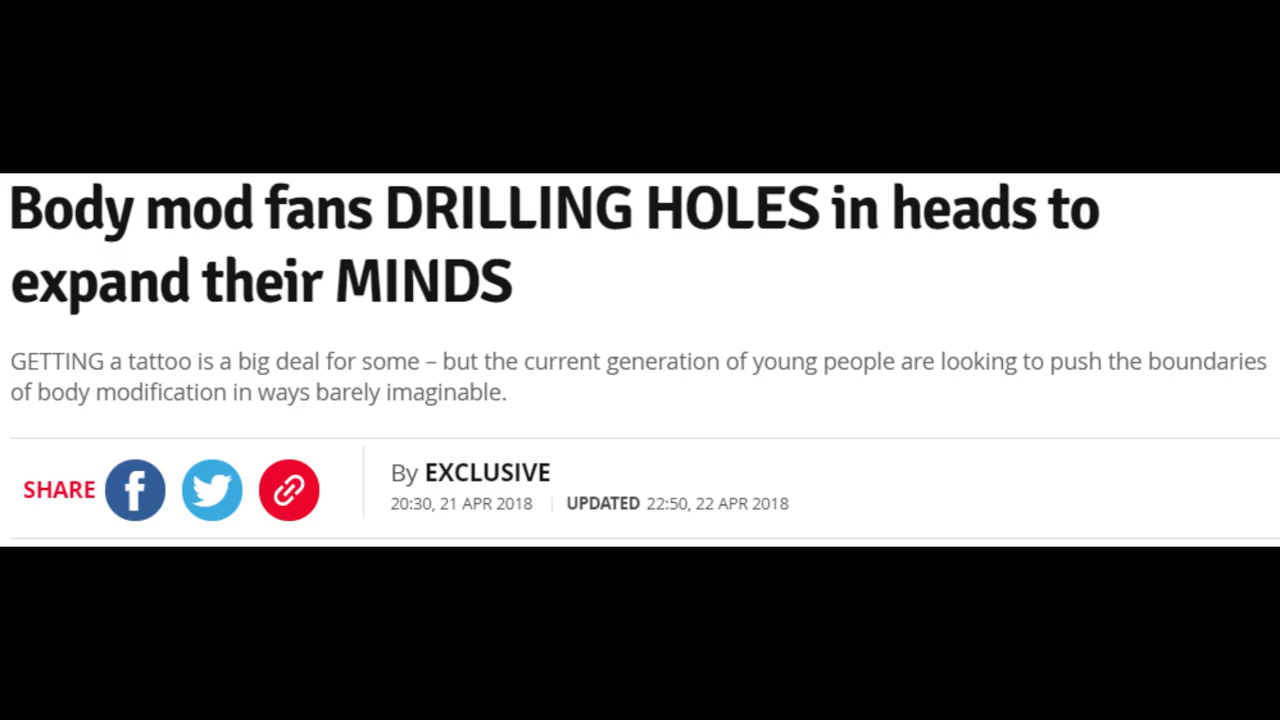 Body mod fans DRILLING HOLES in heads to
expand their MINDS
GETTING a tattoo is a big deal for some – but the current generation of young people are looking to push the boundaries
of body modification in ways barely imaginable.
SHARE
By EXCLUSIVE
20:30, 21 APR 2018 | UPDATED 22:50, 22 APR 2018